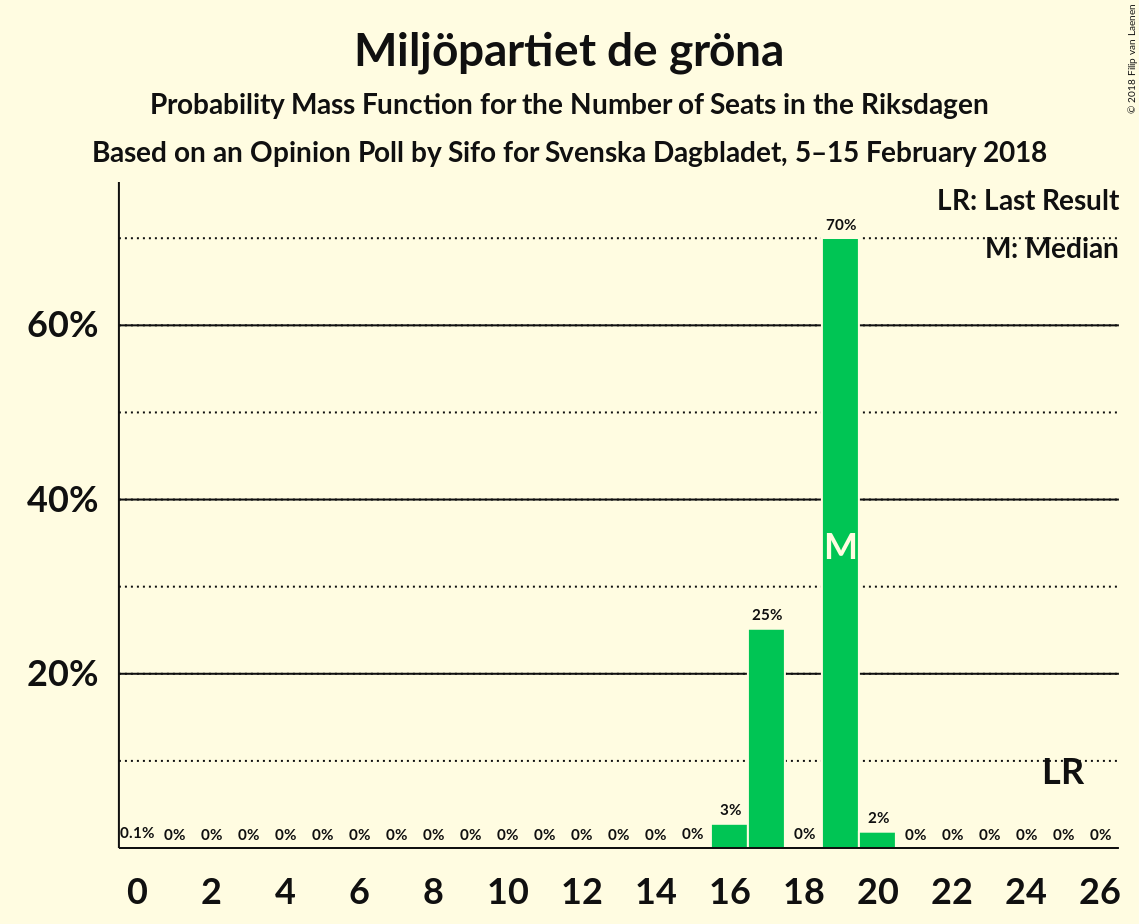 Miljöpartiet de gröna
Probability Mass Function for the Number of Seats in the Riksdagen
Based on an Opinion Poll by Sifo for Svenska Dagbladet, 5–15 February 2018
© 2018 Filip van Laenen
LR: Last Result
M: Median
60%
40%
20%
0.1% 0% 0% 0% 0% 0% 0% 0% 0% 0% 0% 0% 0% 0% 0% 0% 3% 25% 0% 70% 2% 0% 0% 0% 0% 0% 0%
M
LR
0 2 4 6 8 10 12 14 16 18 20 22 24 26